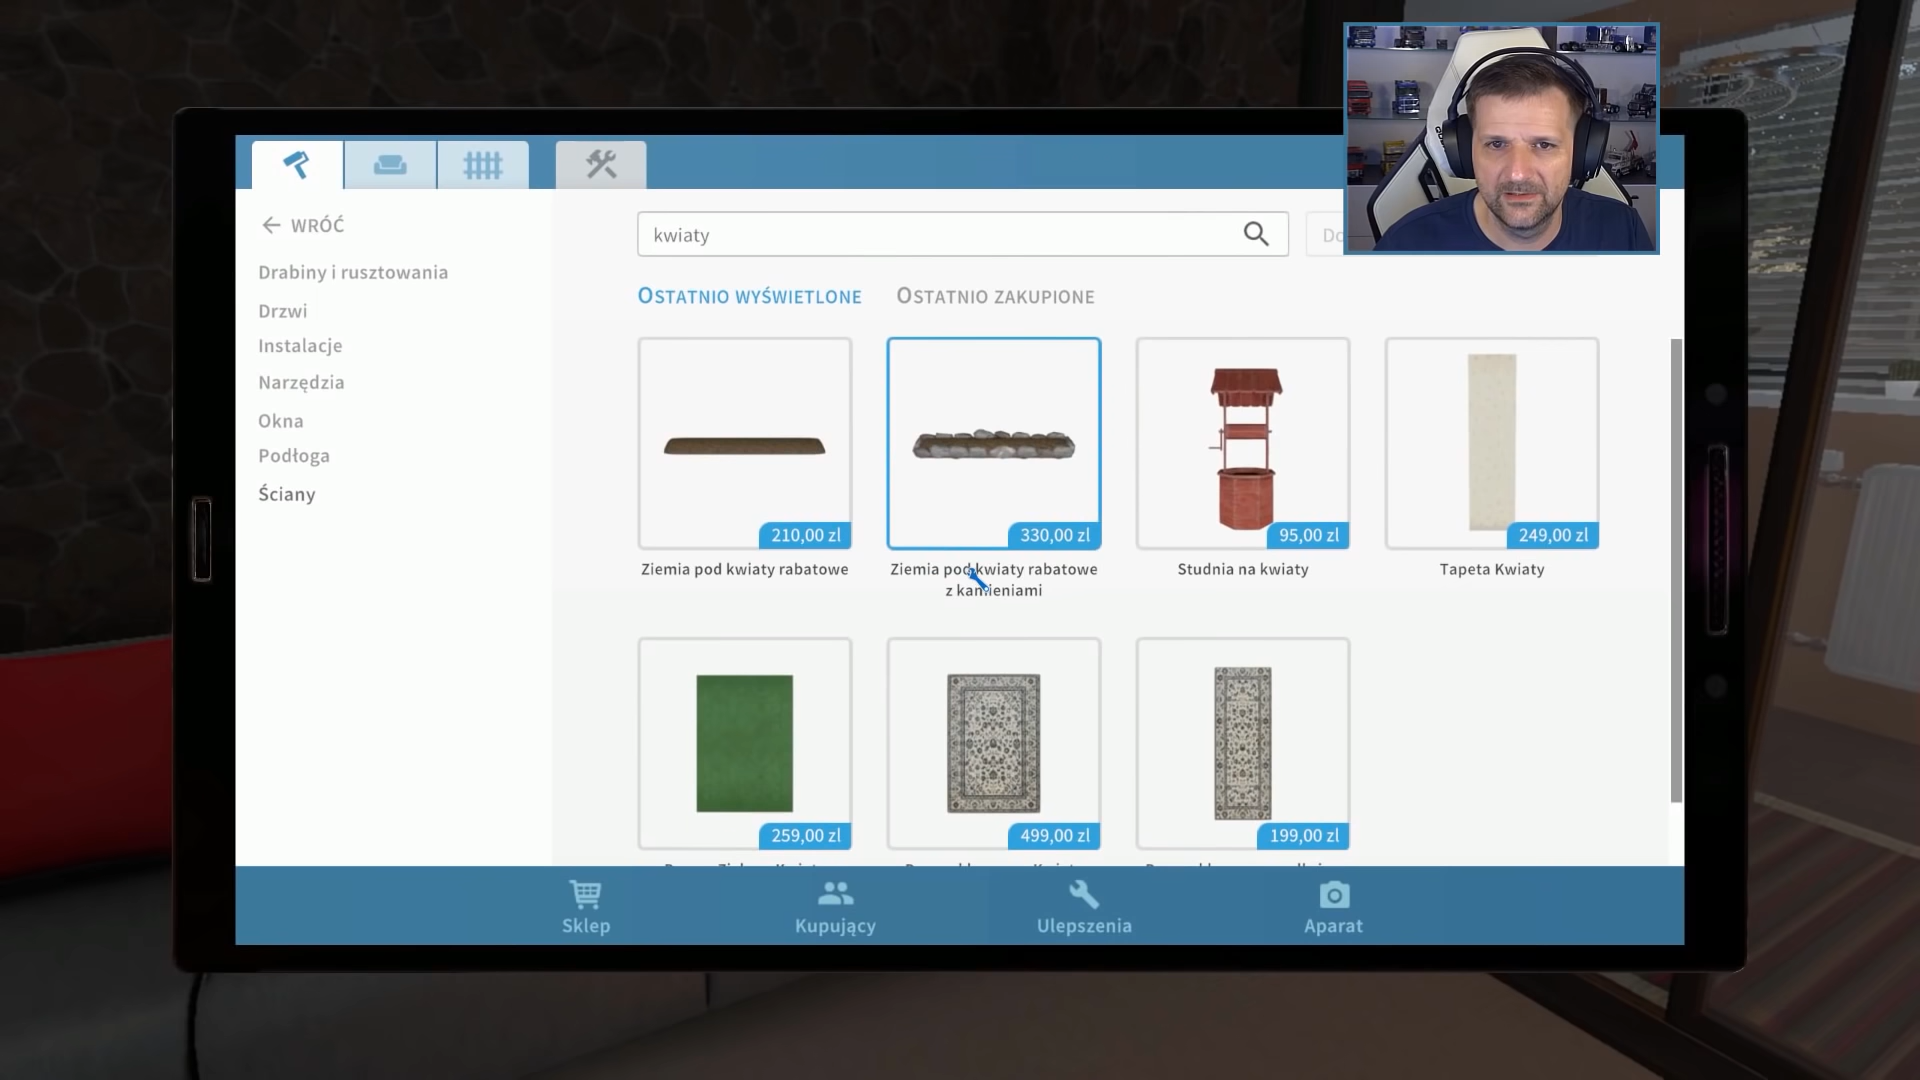 WRÓĆ
Drabiny i rusztowania
Drzwi
Instalacje
Narzędzia
Okna
Podłoga
Ściany
kwiaty
OSTATNIO WYŚWIETLONE
OSTATNIO ZAKUPIONE
210,00 zl
330,00 zl
95,00 zl
249,00 zl
Ziemia pod kwiaty rabatowe
Ziemia pod kwiaty rabatowe
z kamieniami
Studnia na kwiaty
Tapeta Kwiaty
259,00 zl
499,00 zl
199,00 zl
Sklep
Kupujący
Ulepszenia
Aparat